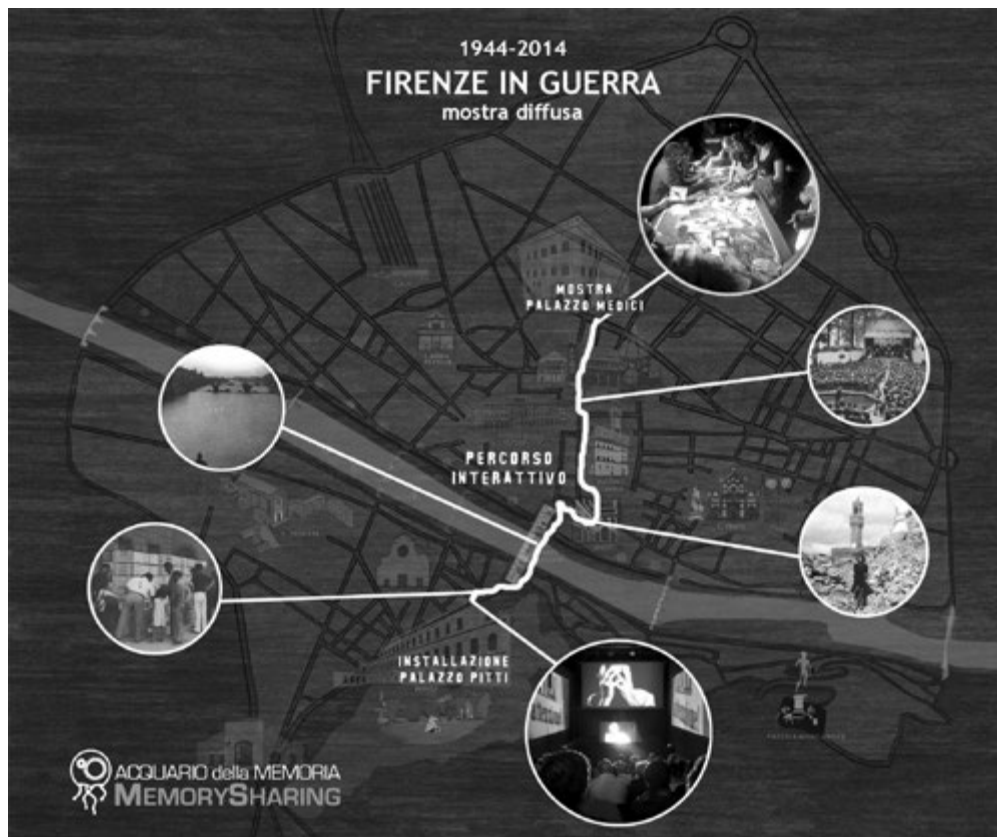 1944-2014
FIRENZE IN GUERRA
mostra diffusa
MOSTRA
PALAZZO MEDICI
PERCORSO
INTERATTIVO
INSTALLAZIONE
PALAZZO PITTI
ACQUARIO della MEMORIA
MEMORYSHARING